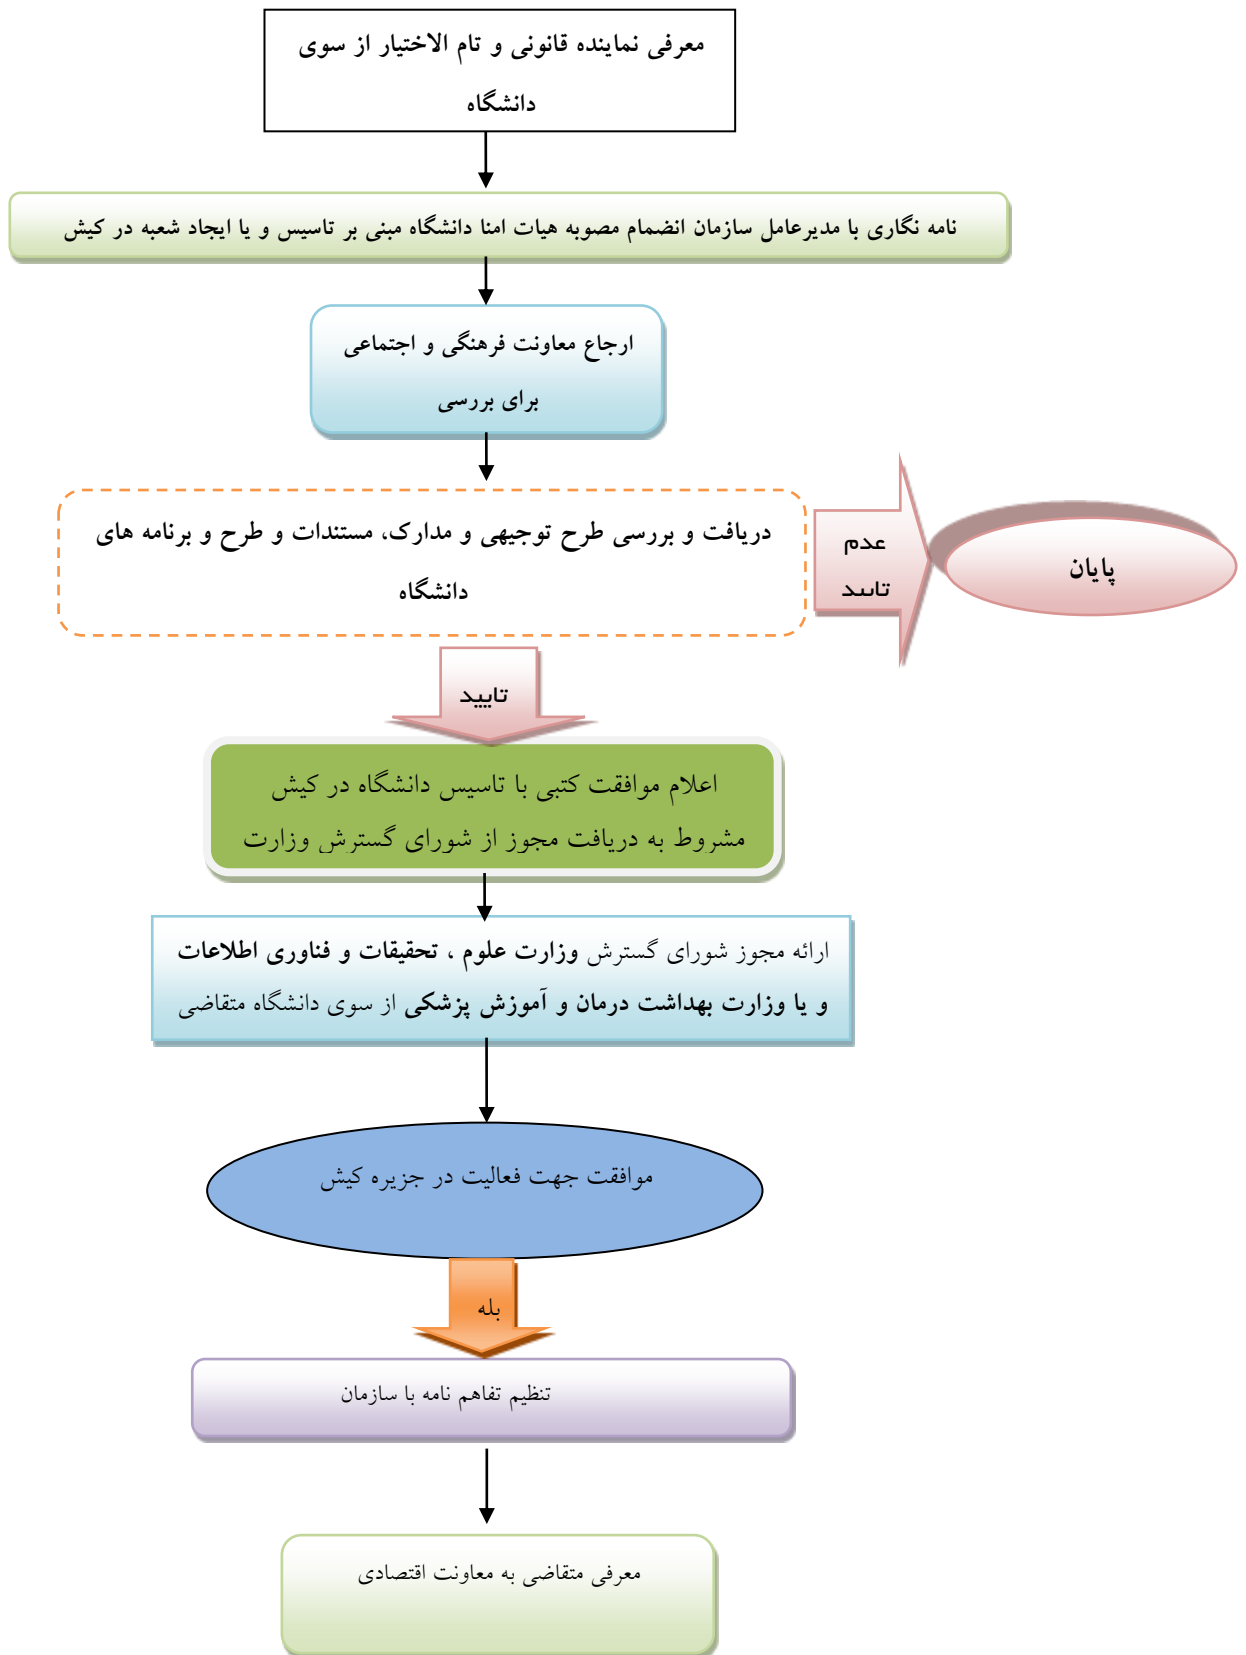 معرفی نماینده قانونی و تام الاختیار از سوی
دانشگاه
نامه نگاری با مدیرعامل سازمان انضمام مصوبه هیات امنا دانشگاه مبنی بر تاسیس و یا ایجاد شعبه در کیش
ارجاع معاونت فرهنگی و اجتماعی
برای بررسی
دریافت و بررسی طرح توجیهی و مدارک، مستندات و طرح و برنامه های
دانشگاه
عدم
تایید
پایان
تایید
اعلام موافقت کتبی با تاسیس دانشگاه در کیش
مشروط به دریافت مجوز از شورای گسترش وزارت
ارائه مجوز شورای گسترش وزارت علوم ، تحقیقات و فناوری اطلاعات
و یا وزارت بهداشت درمان و آموزش پزشکی از سوی دانشگاه متقاضی
موافقت جهت فعالیت در جزیره کیش
بله
تنظیم تفاهم نامه با سازمان
معرفی متقاضی به معاونت اقتصادی